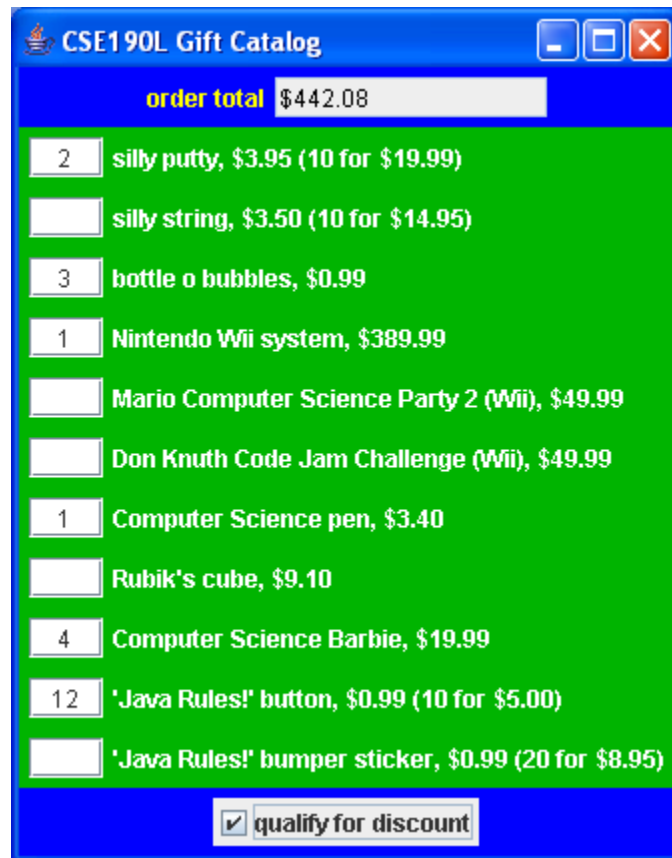 CSE190L Gift Catalog
order total $442.08
2 silly putty, $3.95 (10 for $19.99)
silly string, $3.50 (10 for $14.95)
3 bottle o bubbles, $0.99
1 Nintendo Wii system, $389.99
Mario Computer Science Party 2 (Wii), $49.99
Don Knuth Code Jam Challenge (Wii), $49.99
1 Computer Science pen, $3.40
Rubik's cube, $9.10
4 Computer Science Barbie, $19.99
12 'Java Rules!' button, $0.99 (10 for $5.00)
'Java Rules!' bumper sticker, $0.99 (20 for $8.95)
qualify for discount